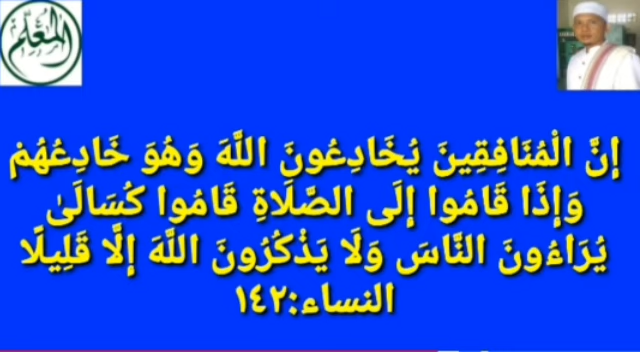 المعلم
إِنَّ الْمُنَافِقِينَ يُخَادِعُونَ اللَّهَ وَهُوَ خَادِعُهُمْ
وَإِذَا قَامُوا إِلَى الصَّلَاةِ قَامُوا كُسَالَىٰ
يُرَاءُونَ النَّاسَ وَلَا يَذْكُرُونَ اللَّهَ إِلَّا قَلِيلًا
النساء:١٤٢